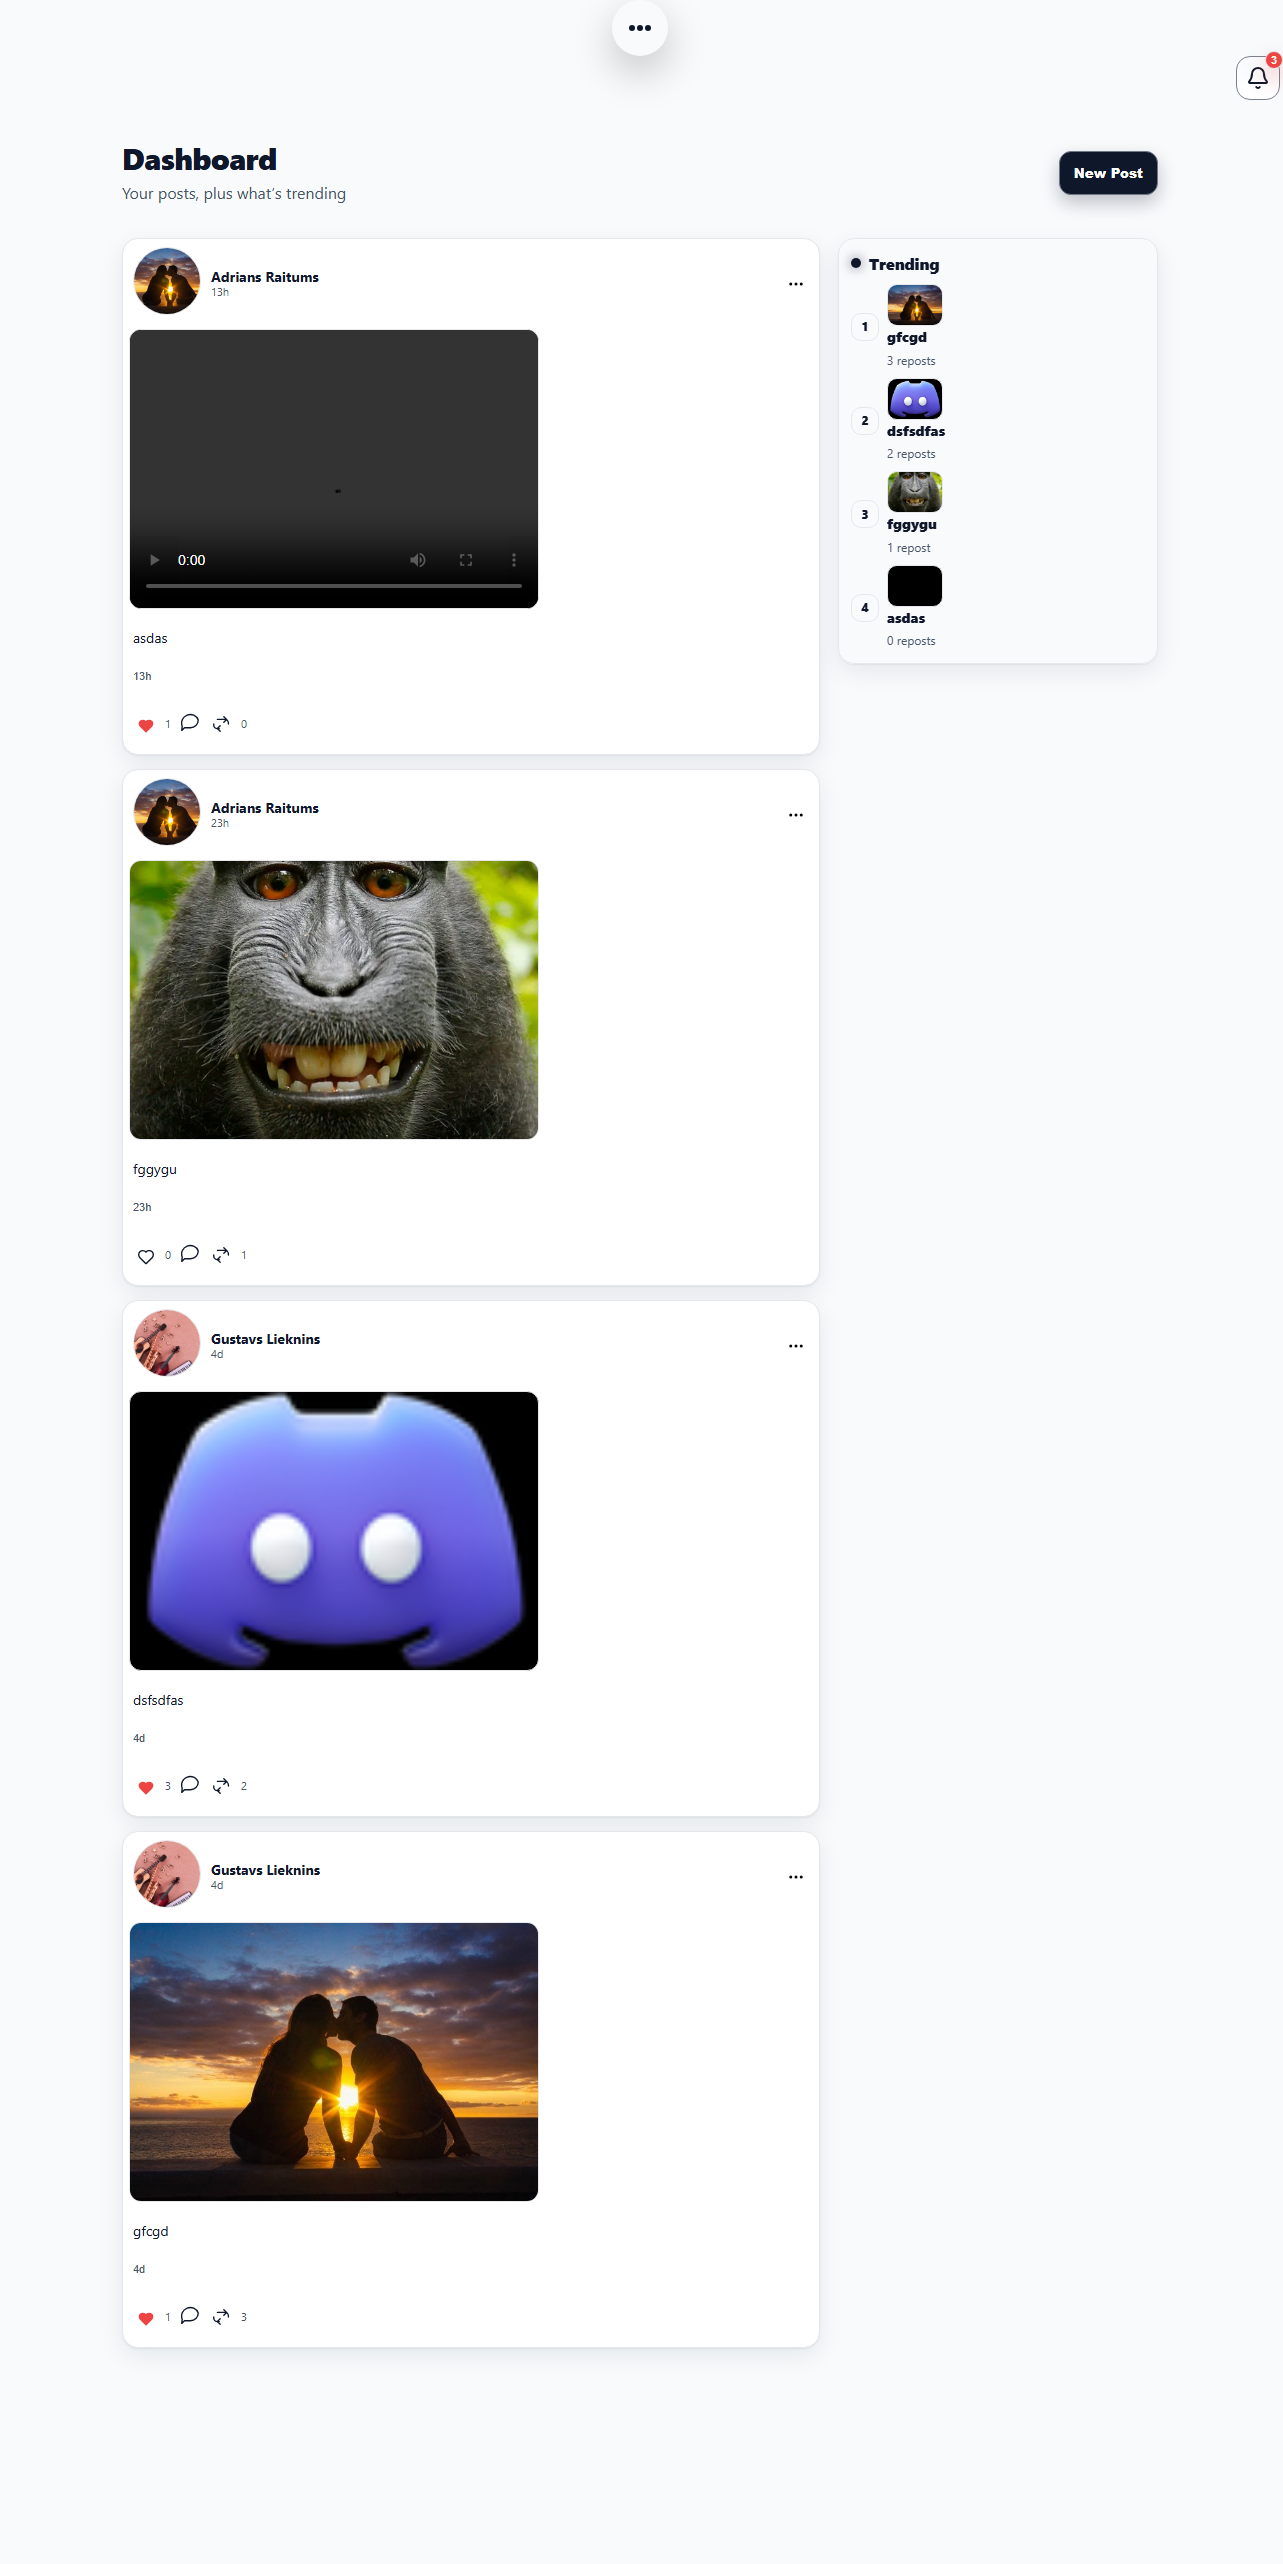 3
Dashboard
Your posts, plus what's trending
New Post
Adrians Raitums
13h
0:00
asdas
13h
1
0
Adrians Raitums
23h
fggygu
23h
0
1
Gustavs Lieknins
4d
dsfsdfas
4d
3
2
Gustavs Lieknins
4d
gfcgd
4d
1
3
Trending
1
gfcgd
3 reposts
2
dsfsdfas
2 reposts
3
fggygu
1 repost
4
asdas
0 reposts